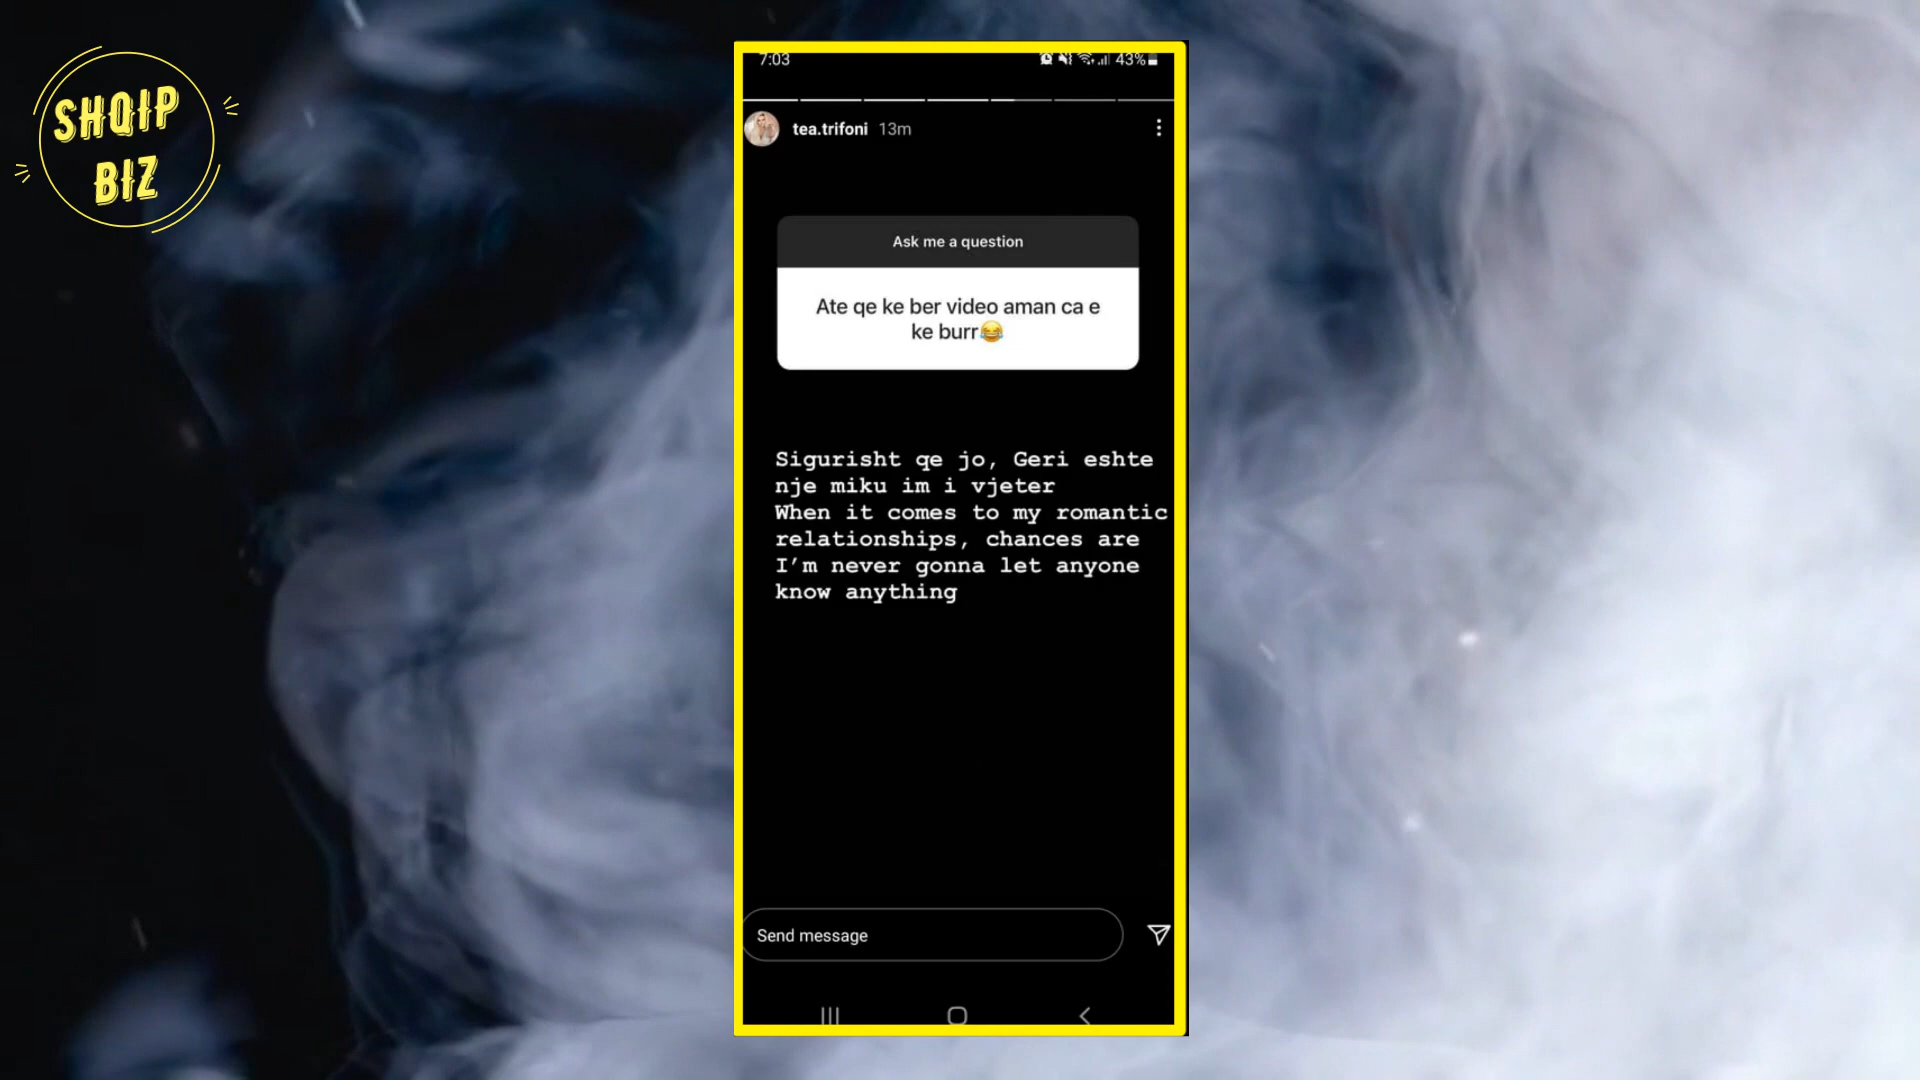 SHQIP
BIZ
7:03
43%
tea.trifoni 13m
Ask me a question
Ate qe ke ber video aman ca e
ke burr😂
Sigurisht qe jo, Geri eshte
nje miku im i vjeter
When it comes to my romantic
relationships, chances are
I’m never gonna let anyone
know anything
Send message